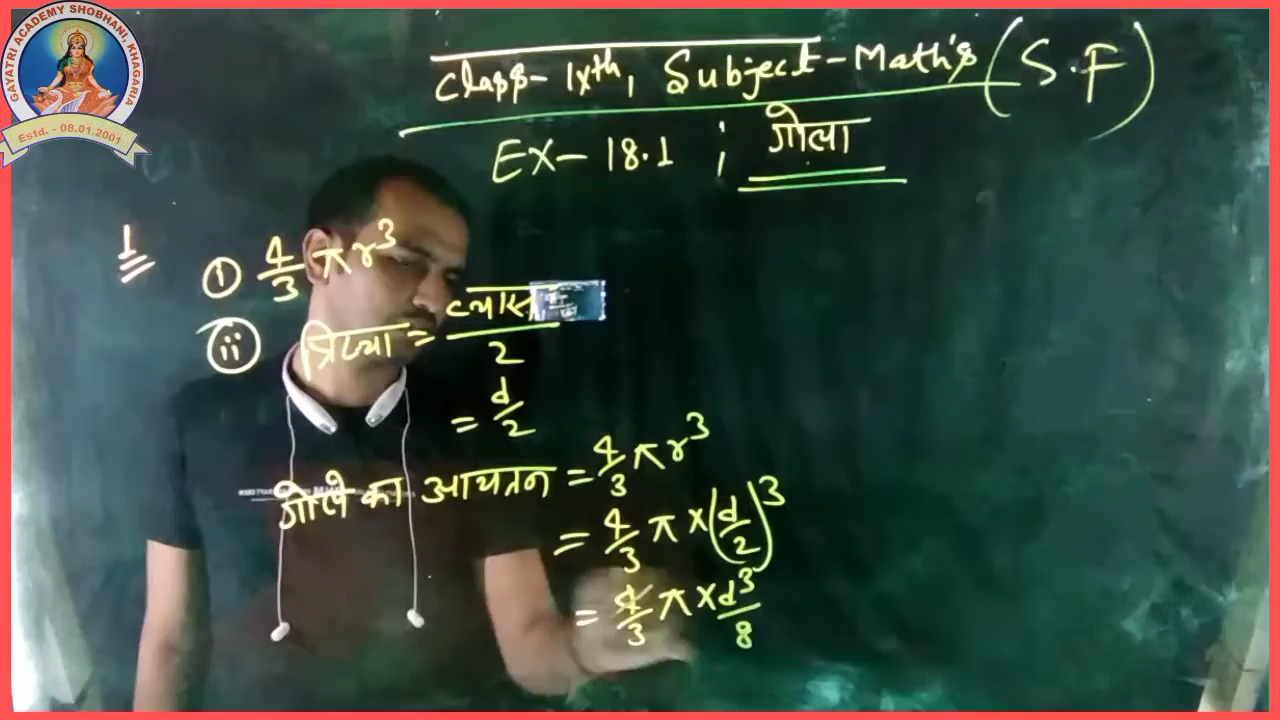 GAYATRI ACADEMY SHOBHANI, KHAGARIA
Estd. - 08.01.2001
Class- IXth, Subject-Math's (S.F)
EX- 18.1 ; गोला
1
(i) 4/3 πr³
(ii) त्रिज्या = व्यास/2
= d/2
गोले का आयतन = 4/3 πr³
= 4/3 π × (d/2)³
= 4/3 π × d³/8